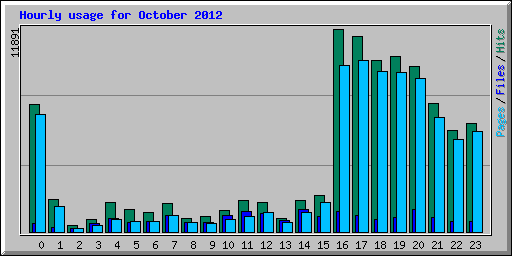 Hourly usage for October 2012
11891
Pages / Files / Hits
0 1 2 3 4 5 6 7 8 9 10 11 12 13 14 15 16 17 18 19 20 21 22 23